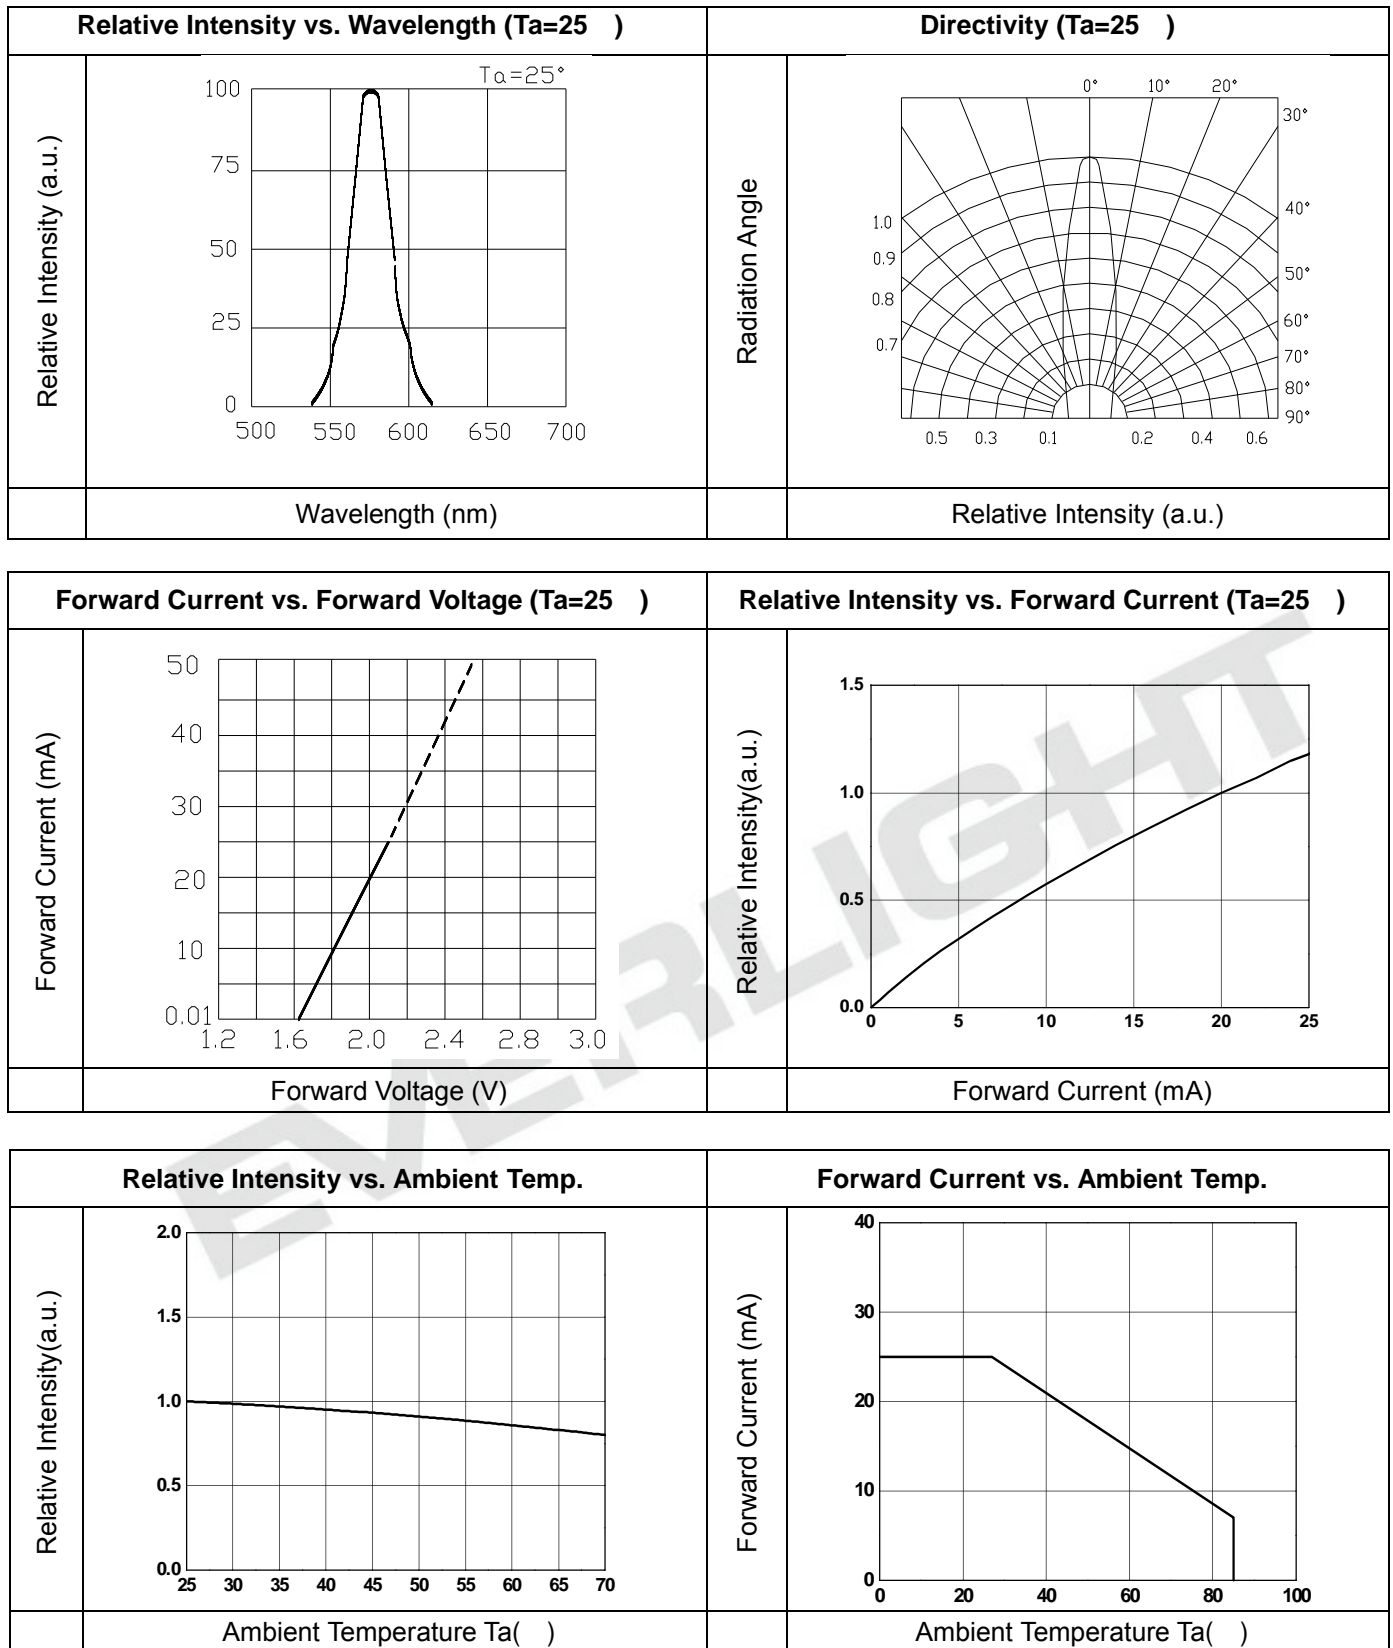 Relative Intensity vs. Wavelength (Ta=25 )
Directivity (Ta=25 )
Relative Intensity (a.u.)
Ta=25°
100
75
50
25
0
500 550 600 650 700
Wavelength (nm)
Radiation Angle
0° 10° 20°
30°
40°
50°
60°
70°
80°
90°
1.0
0.9
0.8
0.7
0.5 0.3 0.1 0.2 0.4 0.6
Relative Intensity (a.u.)
Forward Current vs. Forward Voltage (Ta=25 )
Relative Intensity vs. Forward Current (Ta=25 )
Forward Current (mA)
50
40
30
20
10
0.01
1.2 1.6 2.0 2.4 2.8 3.0
Forward Voltage (V)
Relative Intensity(a.u.)
1.5
1.0
0.5
0.0
0 5 10 15 20 25
Forward Current (mA)
EVERLIGHT
Relative Intensity vs. Ambient Temp.
Forward Current vs. Ambient Temp.
Relative Intensity(a.u.)
2.0
1.5
1.0
0.5
0.0
25 30 35 40 45 50 55 60 65 70
Ambient Temperature Ta( )
Forward Current (mA)
40
30
20
10
0
0 20 40 60 80 100
Ambient Temperature Ta( )